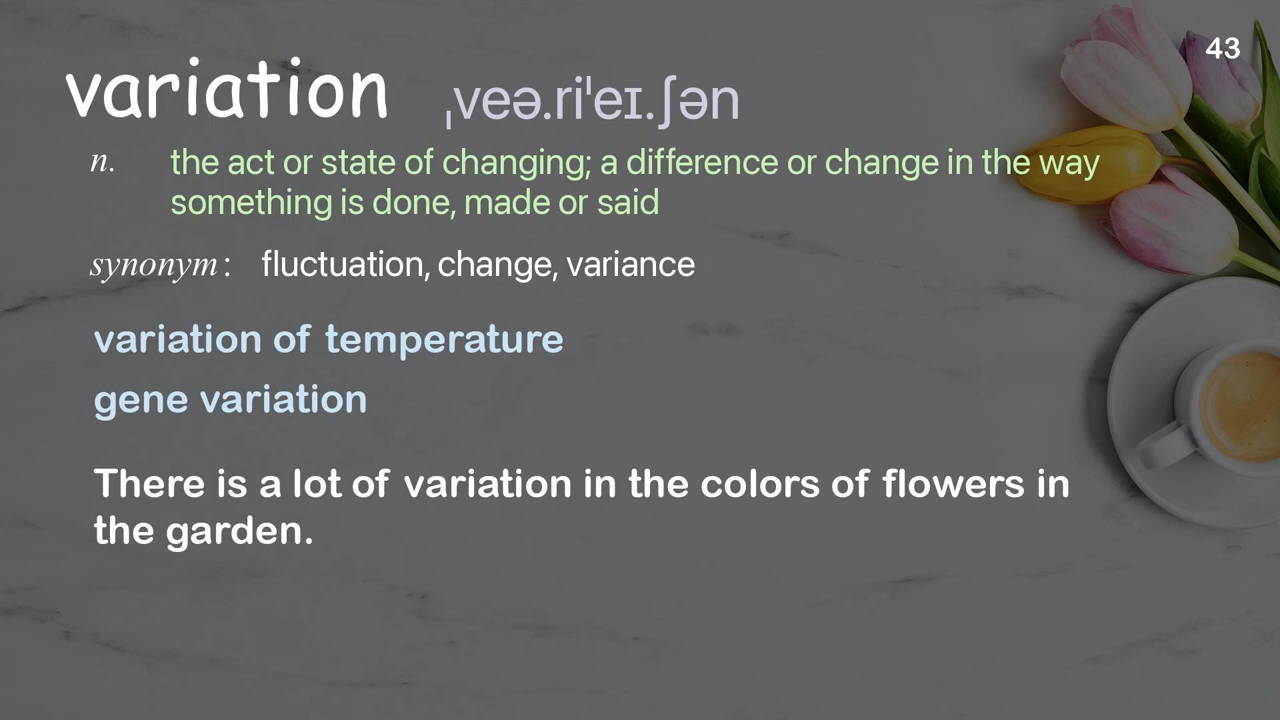 43
variation ˌveə.riˈeɪ.ʃən
n. the act or state of changing; a difference or change in the way
something is done, made or said
synonym : fluctuation, change, variance
variation of temperature
gene variation
There is a lot of variation in the colors of flowers in
the garden.